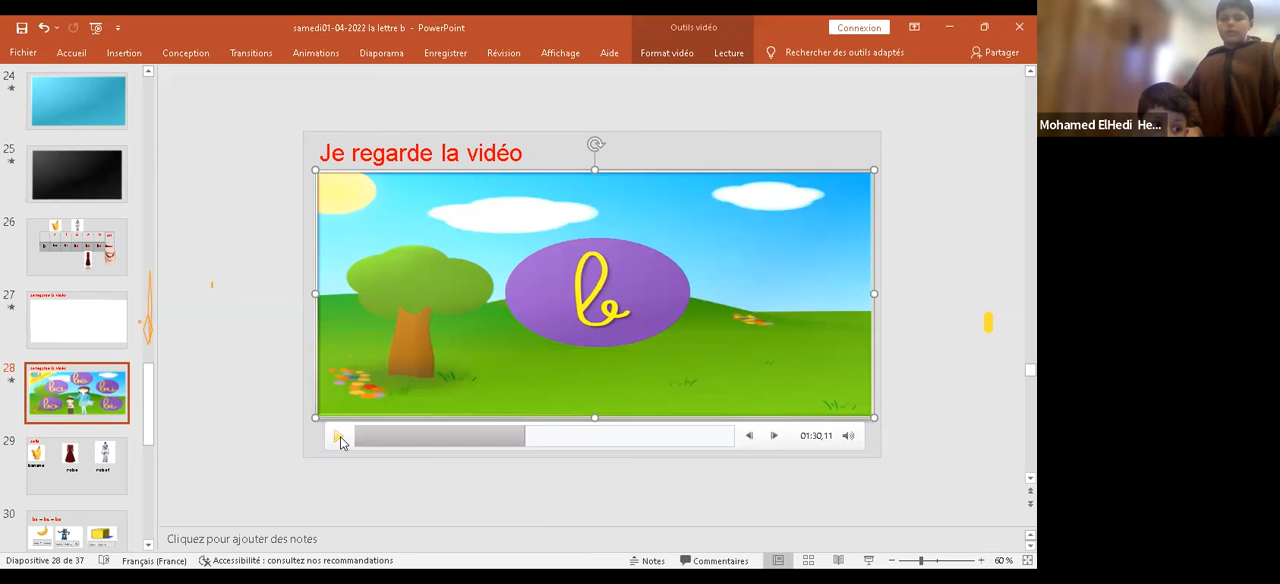 samedi01-04-2022 la lettre b - PowerPoint
Outils vidéo
Connexion
Fichier Accueil Insertion Conception Transitions Animations Diaporama Enregistrer Révision Affichage Aide Format vidéo Lecture Rechercher des outils adaptés Partager
Mohamed ElHedi He...
24
25
26
27
28
29
banane robe robot
30
Je regarde la vidéo
b
01:30,11
Cliquez pour ajouter des notes
Diapositive 28 de 37 Français (France) Accessibilité : consultez nos recommandations Notes Commentaires 60 %